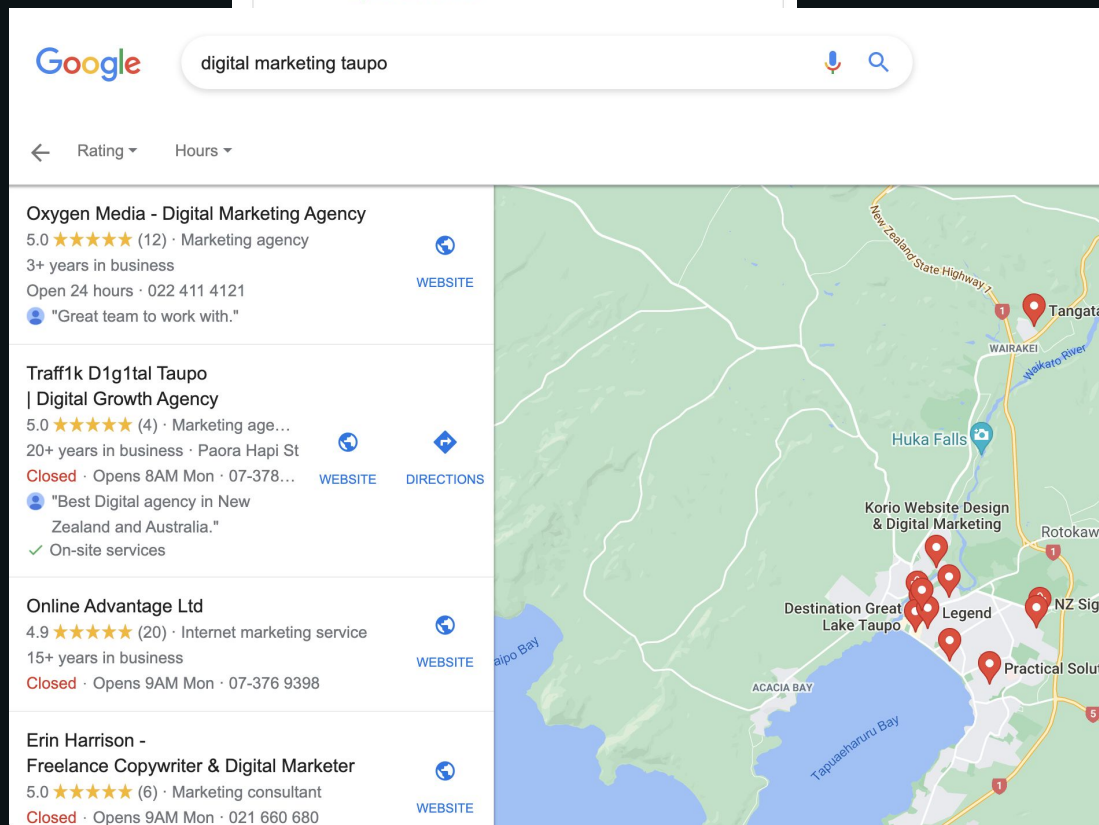 Google
digital marketing taupo
Rating
Hours
Oxygen Media - Digital Marketing Agency
5.0 (12) · Marketing agency
3+ years in business
Open 24 hours · 022 411 4121
"Great team to work with."
WEBSITE
Traff1k D1g1tal Taupo
| Digital Growth Agency
5.0 (4) · Marketing age…
20+ years in business · Paora Hapi St
Closed · Opens 8AM Mon · 07-378…
"Best Digital agency in New
Zealand and Australia."
On-site services
WEBSITE
DIRECTIONS
Online Advantage Ltd
4.9 (20) · Internet marketing service
15+ years in business
Closed · Opens 9AM Mon · 07-376 9398
WEBSITE
Erin Harrison -
Freelance Copywriter & Digital Marketer
5.0 (6) · Marketing consultant
Closed · Opens 9AM Mon · 021 660 680
WEBSITE
New Zealand State Highway 1
1
Tangata
WAIRAKEI
Waikato River
Huka Falls
Korio Website Design
& Digital Marketing
Rotokaw
1
Destination Great
Lake Taupo
Legend
NZ Sig
aipo Bay
Practical Solut
ACACIA BAY
5
Tapuaeharuru Bay
1